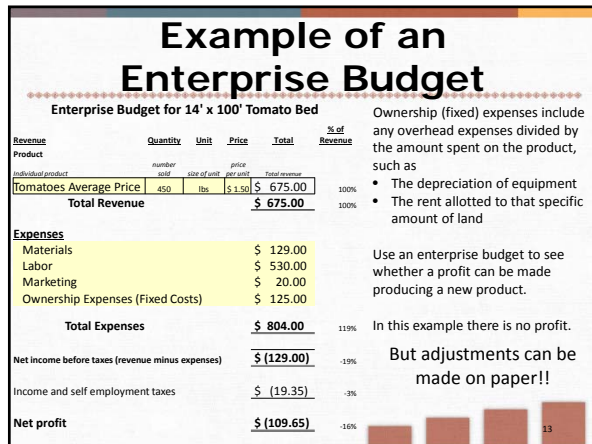 Example of an
Enterprise Budget
Enterprise Budget for 14' x 100' Tomato Bed
Revenue Quantity Unit Price Total % of Revenue
Product
Individual product number sold size of unit price per unit Total revenue
Tomatoes Average Price 450 lbs $ 1.50 $ 675.00 100%
Total Revenue $ 675.00 100%
Expenses
Materials $ 129.00
Labor $ 530.00
Marketing $ 20.00
Ownership Expenses (Fixed Costs) $ 125.00
Total Expenses $ 804.00 119%
Net income before taxes (revenue minus expenses) $ (129.00) -19%
Income and self employment taxes $ (19.35) -3%
Net profit $ (109.65) -16%
Ownership (fixed) expenses include
any overhead expenses divided by
the amount spent on the product,
such as
• The depreciation of equipment
• The rent allotted to that specific
amount of land
Use an enterprise budget to see
whether a profit can be made
producing a new product.
In this example there is no profit.
But adjustments can be
made on paper!!
13